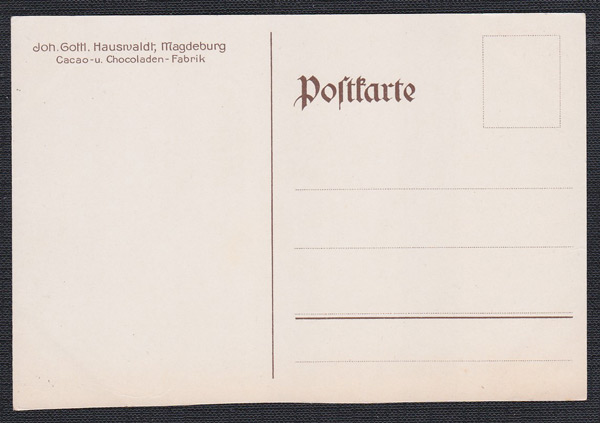 Joh. Gottl. Hauswaldt, Magdeburg
Cacao-u. Chocoladen-Fabrik
Poſtkarte